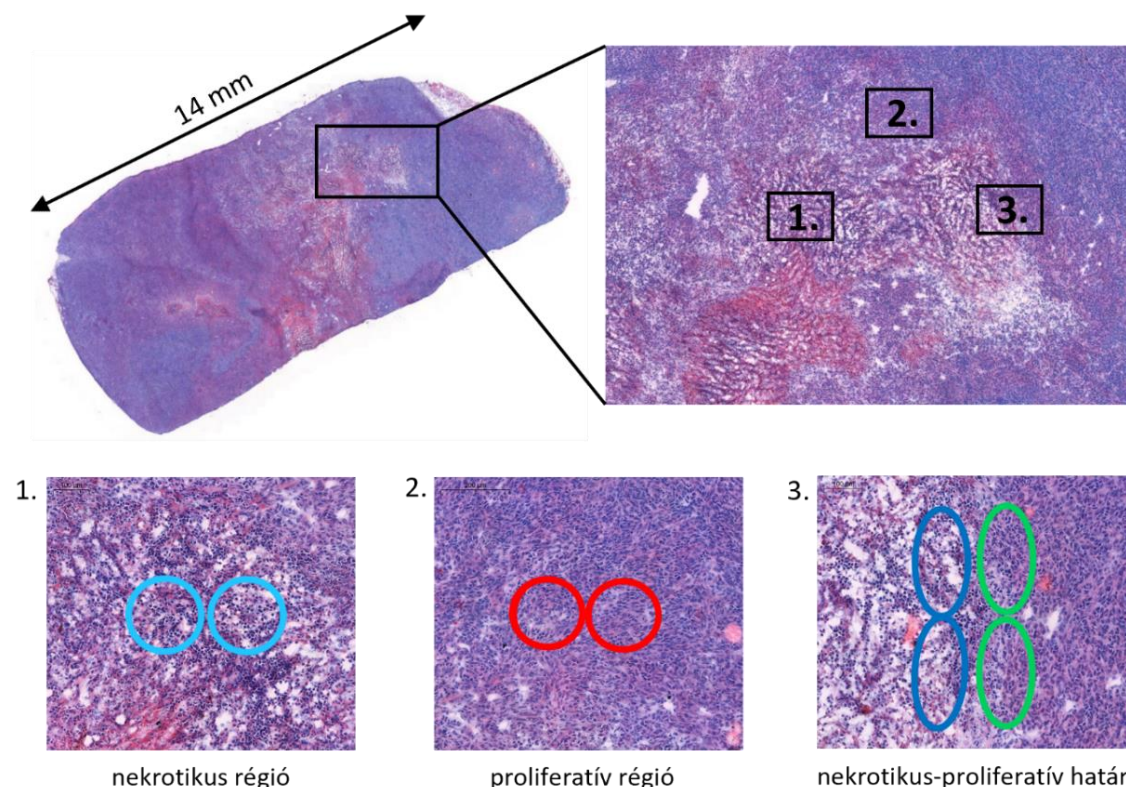 14 mm
2.
1.
3.
1.
2.
3.
nekrotikus régió
proliferatív régió
nekrotikus-proliferatív határ